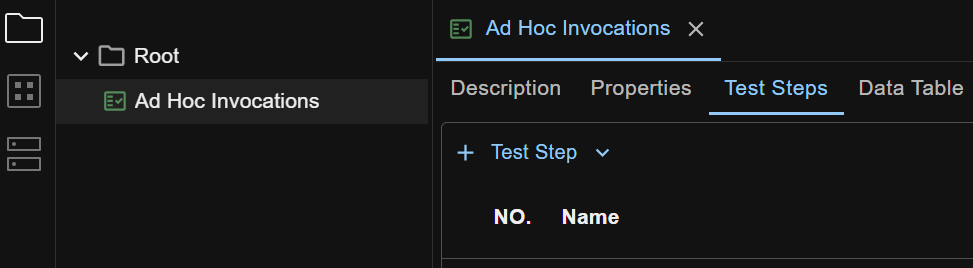 Root
Ad Hoc Invocations
Ad Hoc Invocations
Description Properties Test Steps Data Table
Test Step
NO. Name